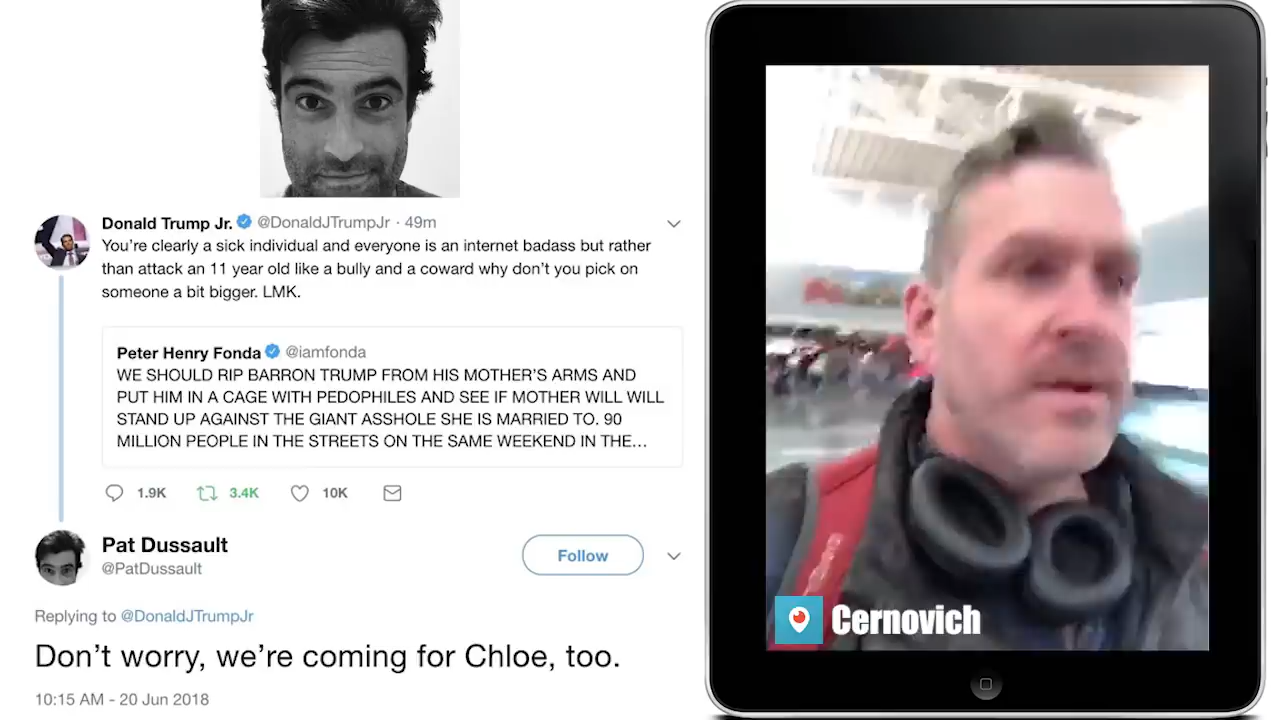 Donald Trump Jr. @DonaldJTrumpJr · 49m
You're clearly a sick individual and everyone is an internet badass but rather
than attack an 11 year old like a bully and a coward why don't you pick on
someone a bit bigger. LMK.
Peter Henry Fonda @iamfonda
WE SHOULD RIP BARRON TRUMP FROM HIS MOTHER'S ARMS AND
PUT HIM IN A CAGE WITH PEDOPHILES AND SEE IF MOTHER WILL WILL
STAND UP AGAINST THE GIANT ASSHOLE SHE IS MARRIED TO. 90
MILLION PEOPLE IN THE STREETS ON THE SAME WEEKEND IN THE...
1.9K 3.4K 10K
Pat Dussault
@PatDussault
Follow
Replying to @DonaldJTrumpJr
Don't worry, we're coming for Chloe, too.
10:15 AM - 20 Jun 2018
Cernovich